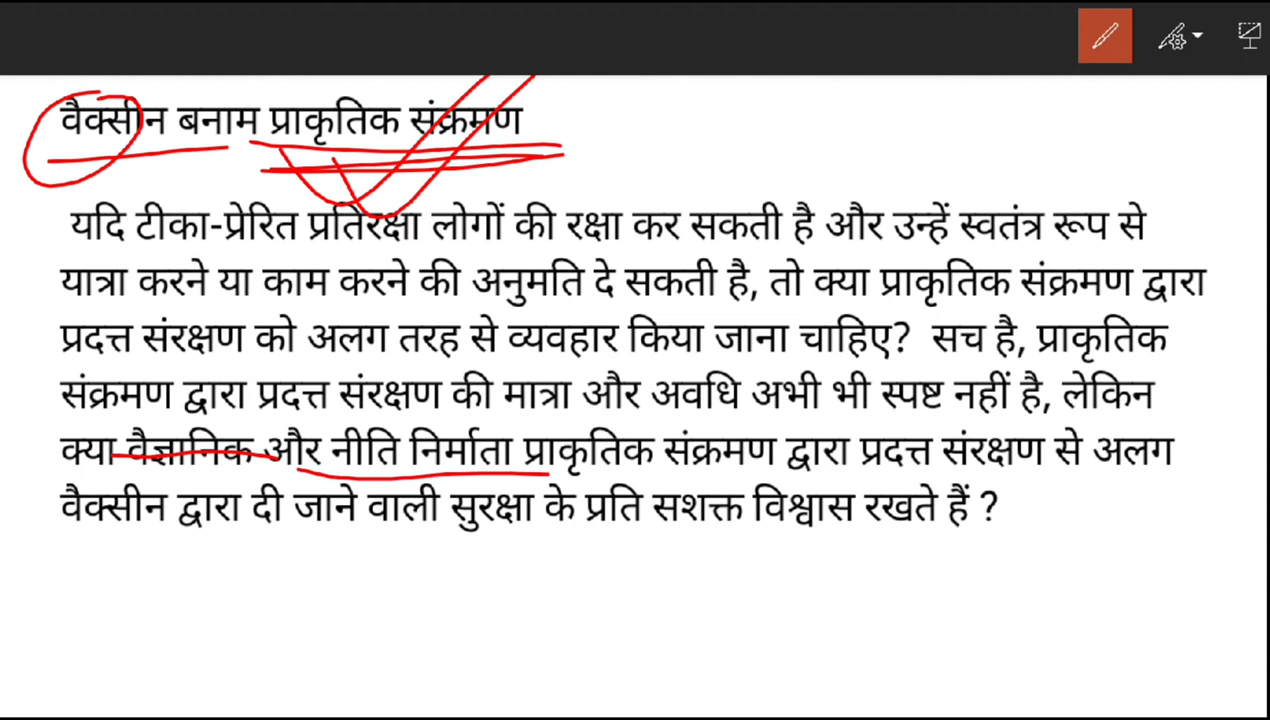 वैक्सीन बनाम प्राकृतिक संक्रमण
यदि टीका-प्रेरित प्रतिरक्षा लोगों की रक्षा कर सकती है और उन्हें स्वतंत्र रूप से
यात्रा करने या काम करने की अनुमति दे सकती है, तो क्या प्राकृतिक संक्रमण द्वारा
प्रदत्त संरक्षण को अलग तरह से व्यवहार किया जाना चाहिए? सच है, प्राकृतिक
संक्रमण द्वारा प्रदत्त संरक्षण की मात्रा और अवधि अभी भी स्पष्ट नहीं है, लेकिन
क्या वैज्ञानिक और नीति निर्माता प्राकृतिक संक्रमण द्वारा प्रदत्त संरक्षण से अलग
वैक्सीन द्वारा दी जाने वाली सुरक्षा के प्रति सशक्त विश्वास रखते हैं ?